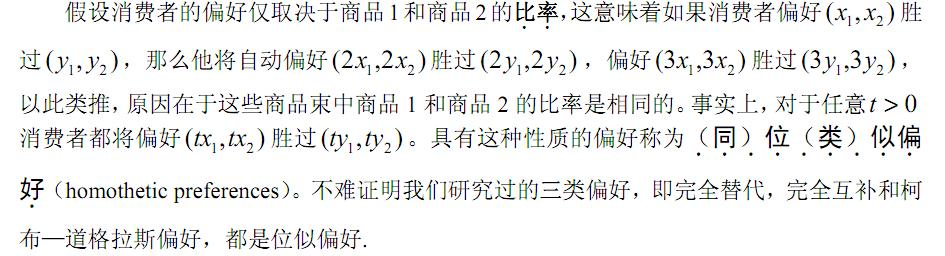 假设消费者的偏好仅取决于商品1和商品2的比率,这意味着如果消费者偏好(x₁,x₂)胜
过(y₁,y₂)，那么他将自动偏好(2x₁,2x₂)胜过(2y₁,2y₂)，偏好(3x₁,3x₂)胜过(3y₁,3y₂)，
以此类推,原因在于这些商品束中商品1和商品2的比率是相同的。事实上,对于任意t > 0
消费者都将偏好(tx₁,tx₂)胜过(ty₁,ty₂)。具有这种性质的偏好称为（同）位（类）似偏
好（homothetic preferences）。不难证明我们研究过的三类偏好，即完全替代，完全互补和柯
布—道格拉斯偏好，都是位似偏好.